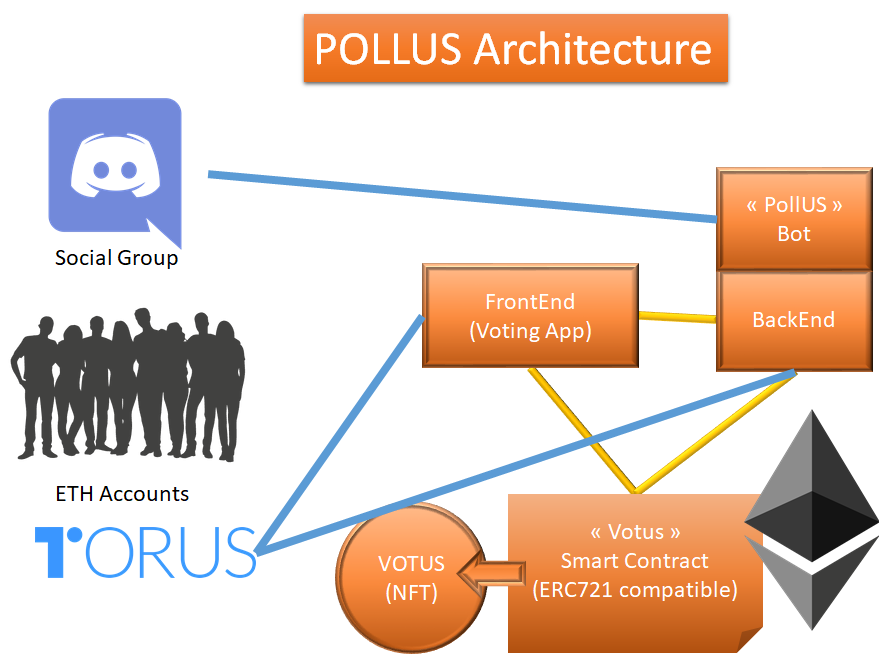 POLLUS Architecture
Social Group
« PollUS »
Bot
FrontEnd
(Voting App)
BackEnd
ETH Accounts
TORUS
« Votus »
Smart Contract
(ERC721 compatible)
VOTUS
(NFT)